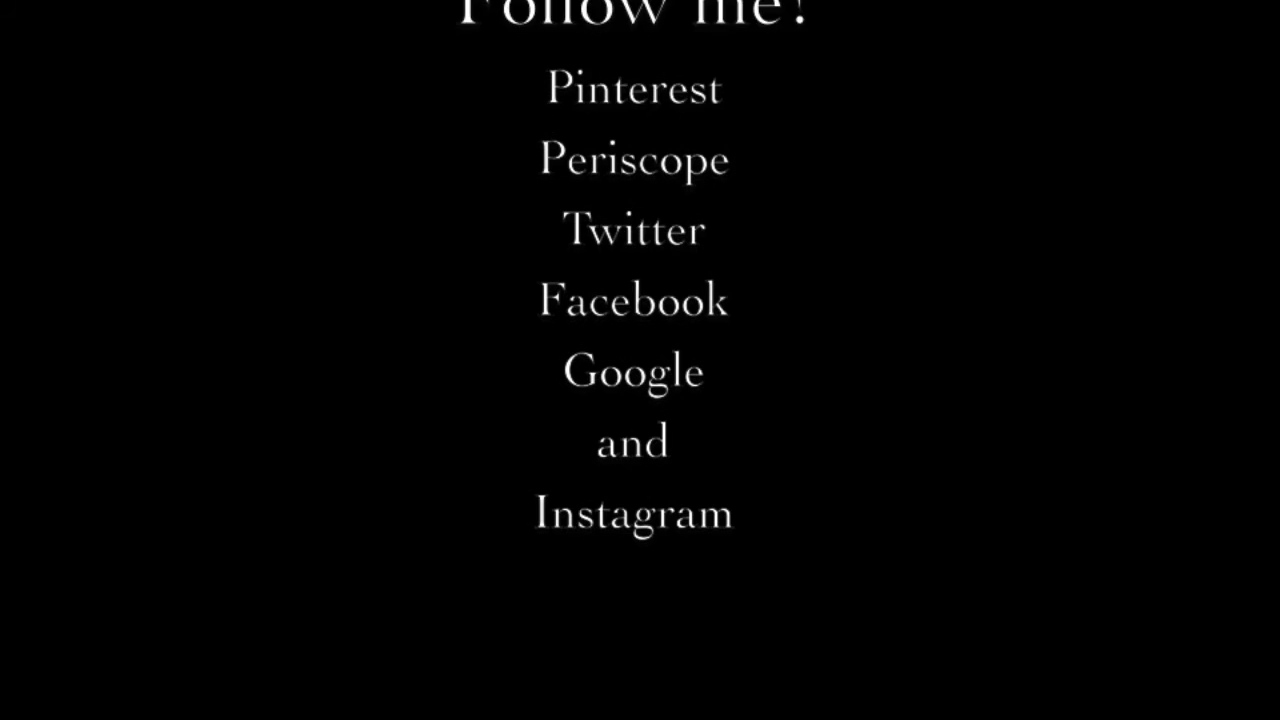 Follow me!
Pinterest
Periscope
Twitter
Facebook
Google
and
Instagram